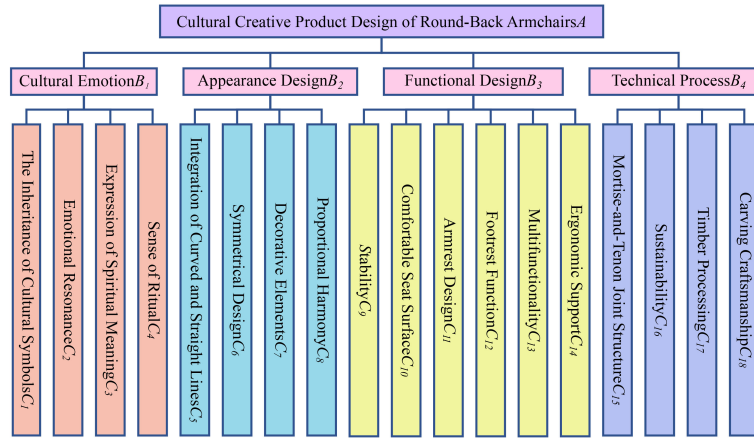 Cultural Creative Product Design of Round-Back ArmchairsA
Cultural EmotionB1
Appearance DesignB2
Functional DesignB3
Technical ProcessB4
The Inheritance of Cultural SymbolsC1
Emotional ResonanceC2
Expression of Spiritual MeaningC3
Sense of RitualC4
Integration of Curved and Straight LinesC5
Symmetrical DesignC6
Decorative ElementsC7
Proportional HarmonyC8
StabilityC9
Comfortable Seat SurfaceC10
Armrest DesignC11
Footrest FunctionC12
MultifunctionalityC13
Ergonomic SupportC14
Mortise-and-Tenon Joint StructureC15
SustainabilityC16
Timber ProcessingC17
Carving CraftsmanshipC18